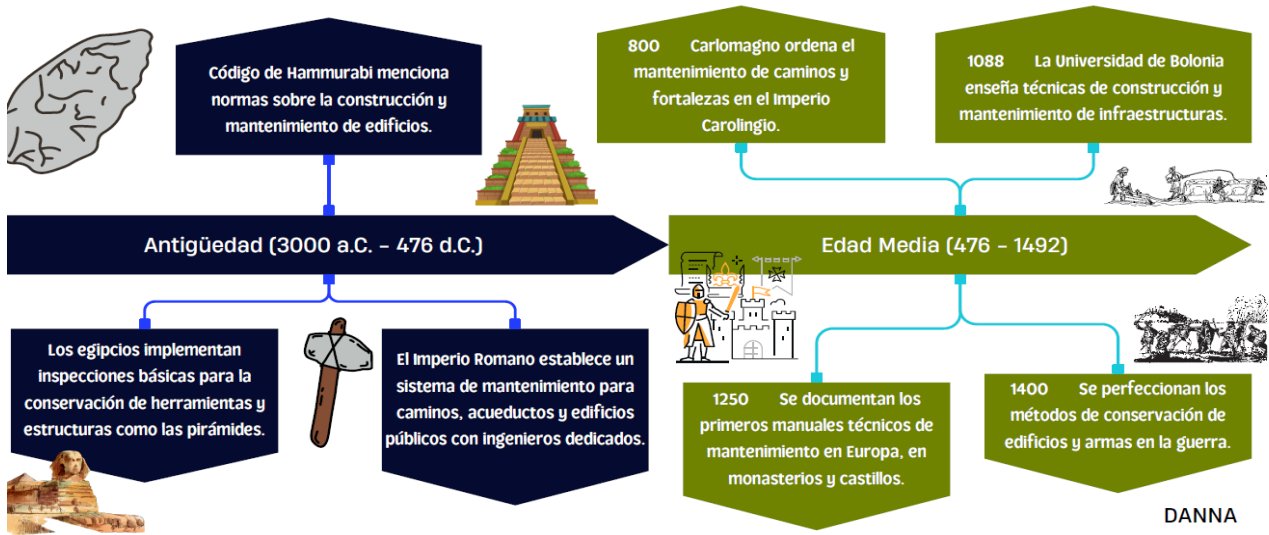 Código de Hammurabi menciona
normas sobre la construcción y
mantenimiento de edificios.
800 Carlomagno ordena el
mantenimiento de caminos y
fortalezas en el Imperio
Carolingio.
1088 La Universidad de Bolonia
enseña técnicas de construcción y
mantenimiento de infraestructuras.
Antigüedad (3000 a.C. - 476 d.C.)
Edad Media (476 - 1492)
Los egipcios implementan
inspecciones básicas para la
conservación de herramientas y
estructuras como las pirámides.
El Imperio Romano establece un
sistema de mantenimiento para
caminos, acueductos y edificios
públicos con ingenieros dedicados.
1250 Se documentan los
primeros manuales técnicos de
mantenimiento en Europa, en
monasterios y castillos.
1400 Se perfeccionan los
métodos de conservación de
edificios y armas en la guerra.
DANNA